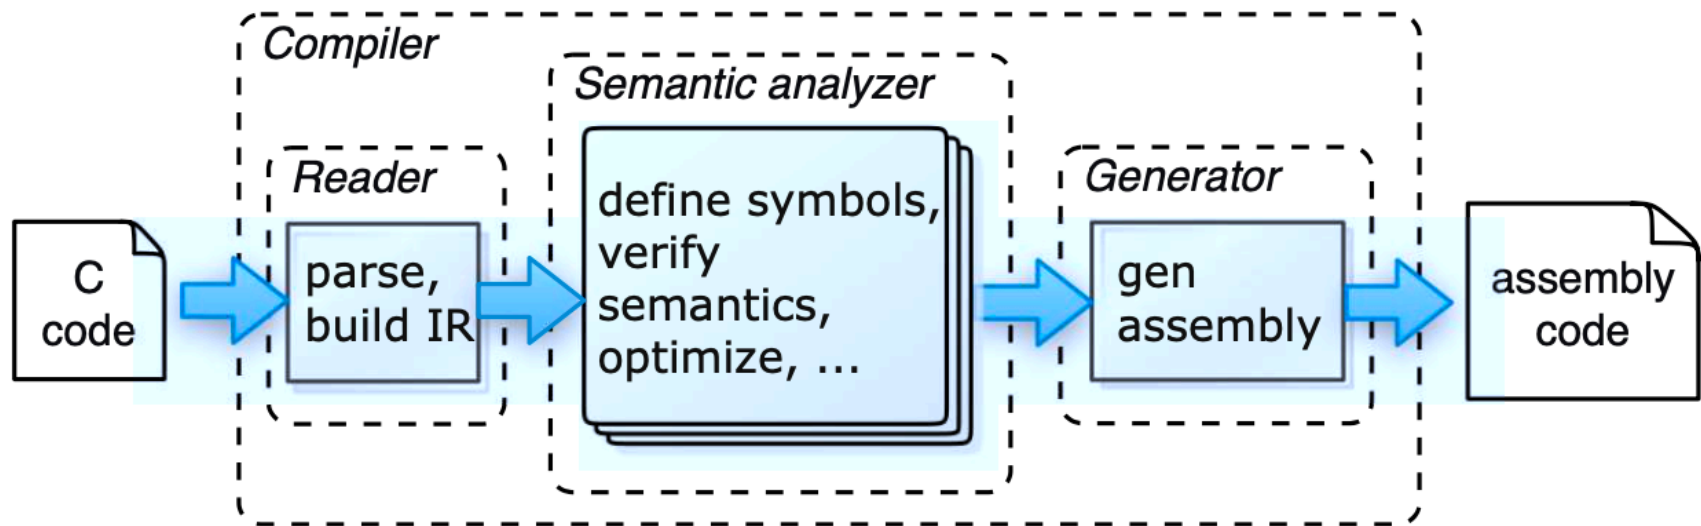 Compiler
Semantic analyzer
Reader
Generator
C
code
parse,
build IR
define symbols,
verify
semantics,
optimize, ...
gen
assembly
assembly
code